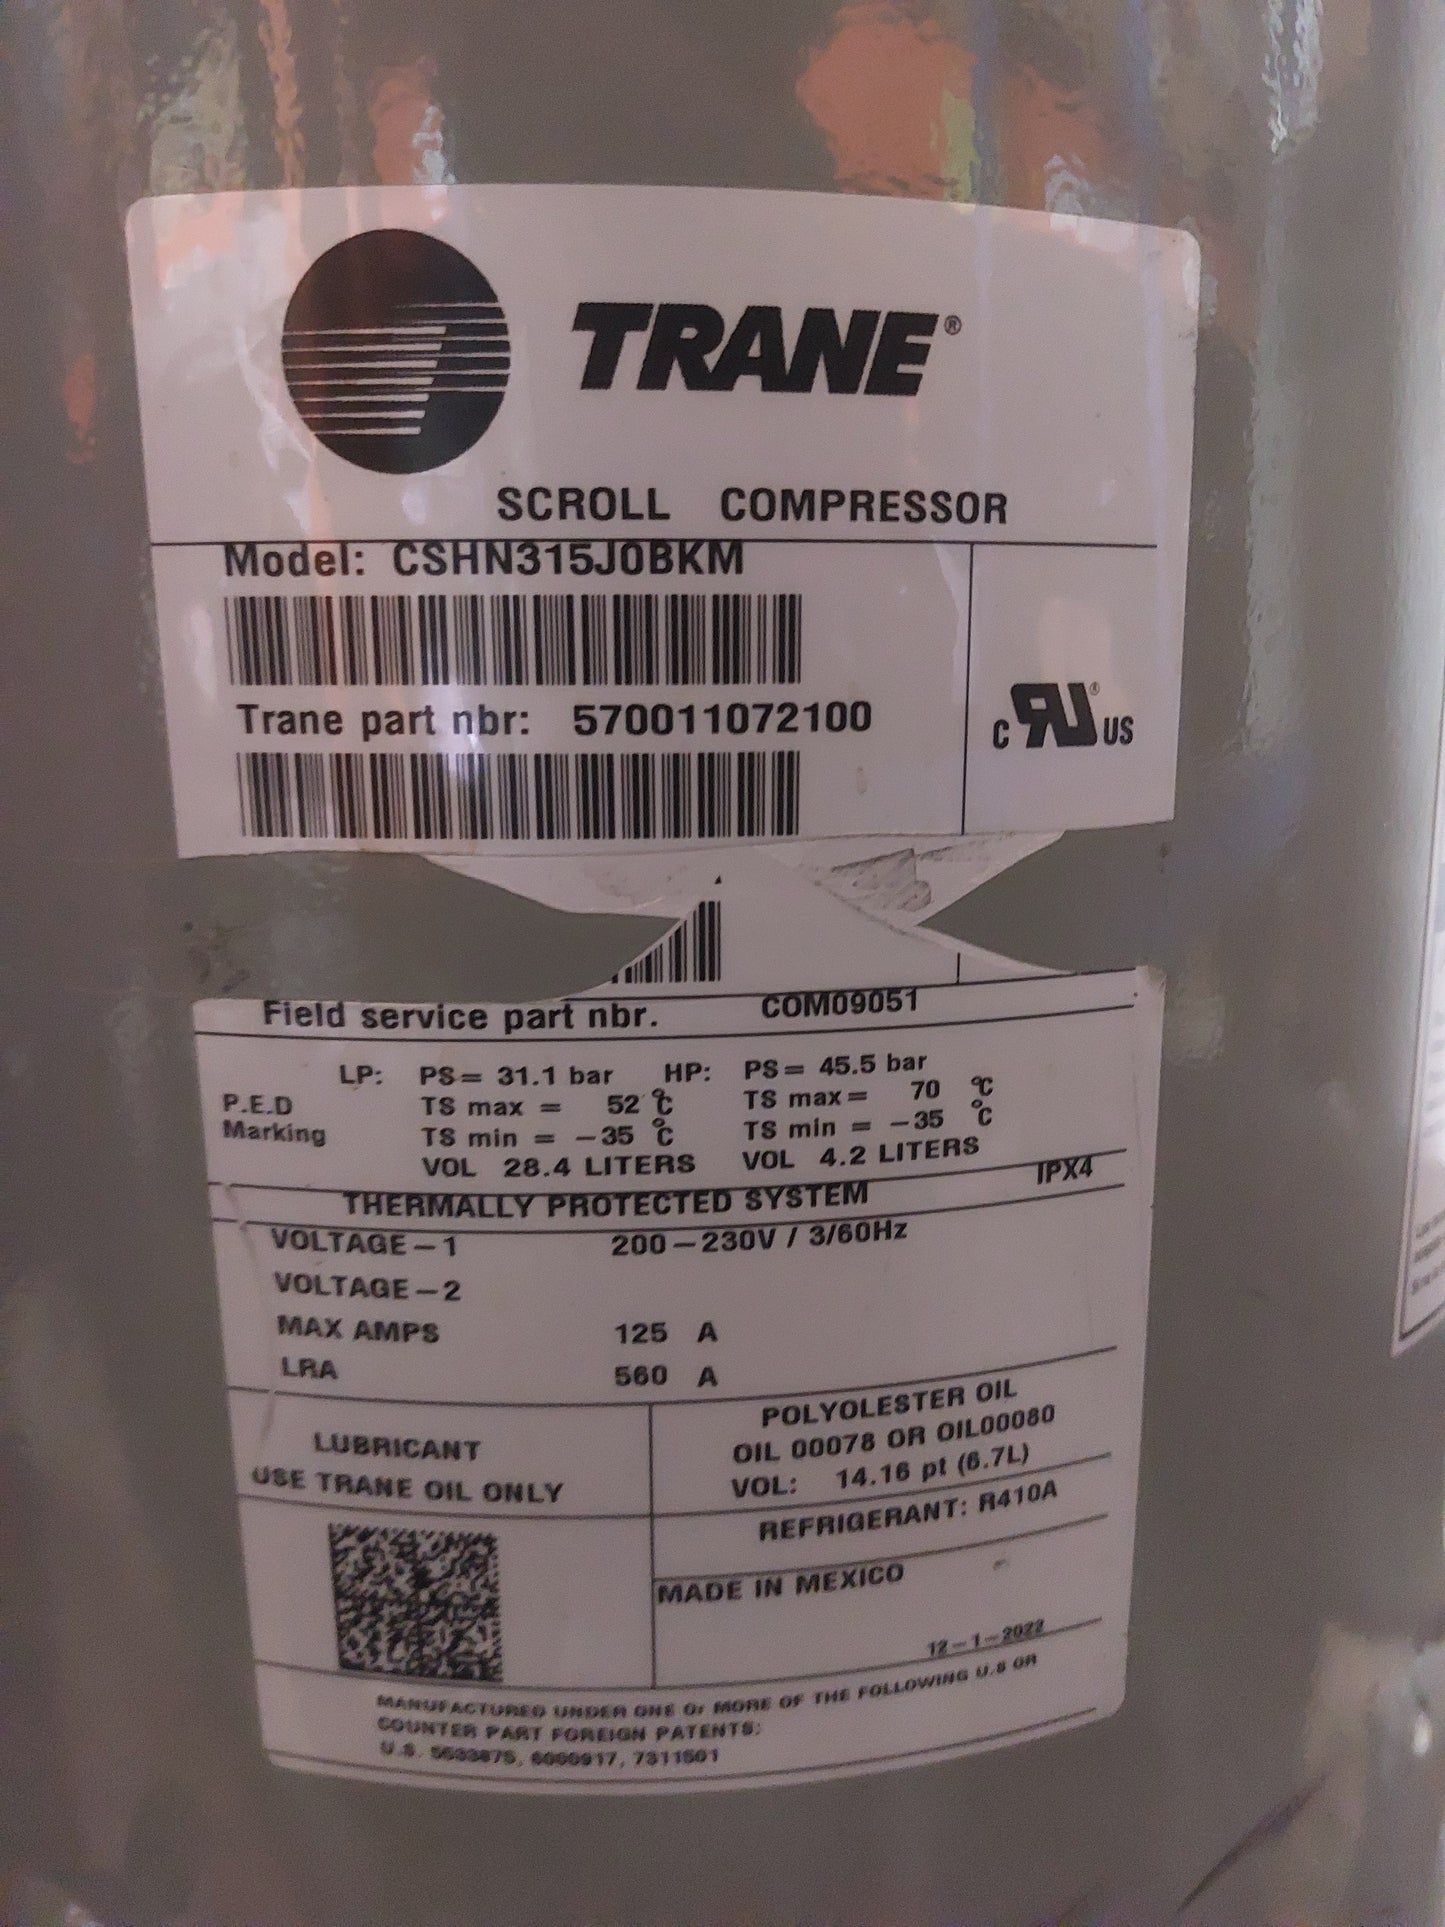 TRANE®
SCROLL COMPRESSOR
Model: CSHN315J0BKM
Trane part nbr: 570011072100
C RU® US
Field service part nbr. COM09051
LP: PS= 31.1 bar HP: PS= 45.5 bar
P.E.D TS max = 52 °C TS max= 70 °C
Marking TS min = -35 °C TS min = -35 °C
VOL 28.4 LITERS VOL 4.2 LITERS
THERMALLY PROTECTED SYSTEM IPX4
VOLTAGE-1 200-230V / 3/60Hz
VOLTAGE-2
MAX AMPS 125 A
LRA 560 A
LUBRICANT
USE TRANE OIL ONLY
POLYOLESTER OIL
OIL 00078 OR OIL00080
VOL: 14.16 pt (6.7L)
REFRIGERANT: R410A
MADE IN MEXICO
12-1-2022
MANUFACTURED UNDER ONE Or MORE OF THE FOLLOWING U.S OR
COUNTER PART FOREIGN PATENTS:
U.S. 5533875, 6000917, 7311501